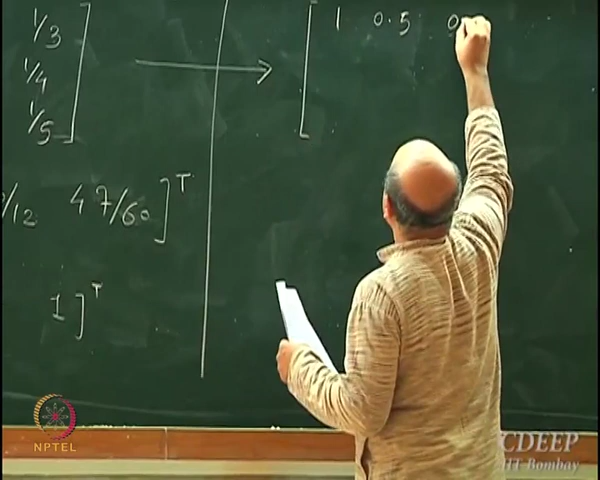 1/3 ]
1/4
1/5
1 0.5 0
/12 47/60 ]ᵀ
1 ]ᵀ
NPTEL
CDEEP
IIT Bombay